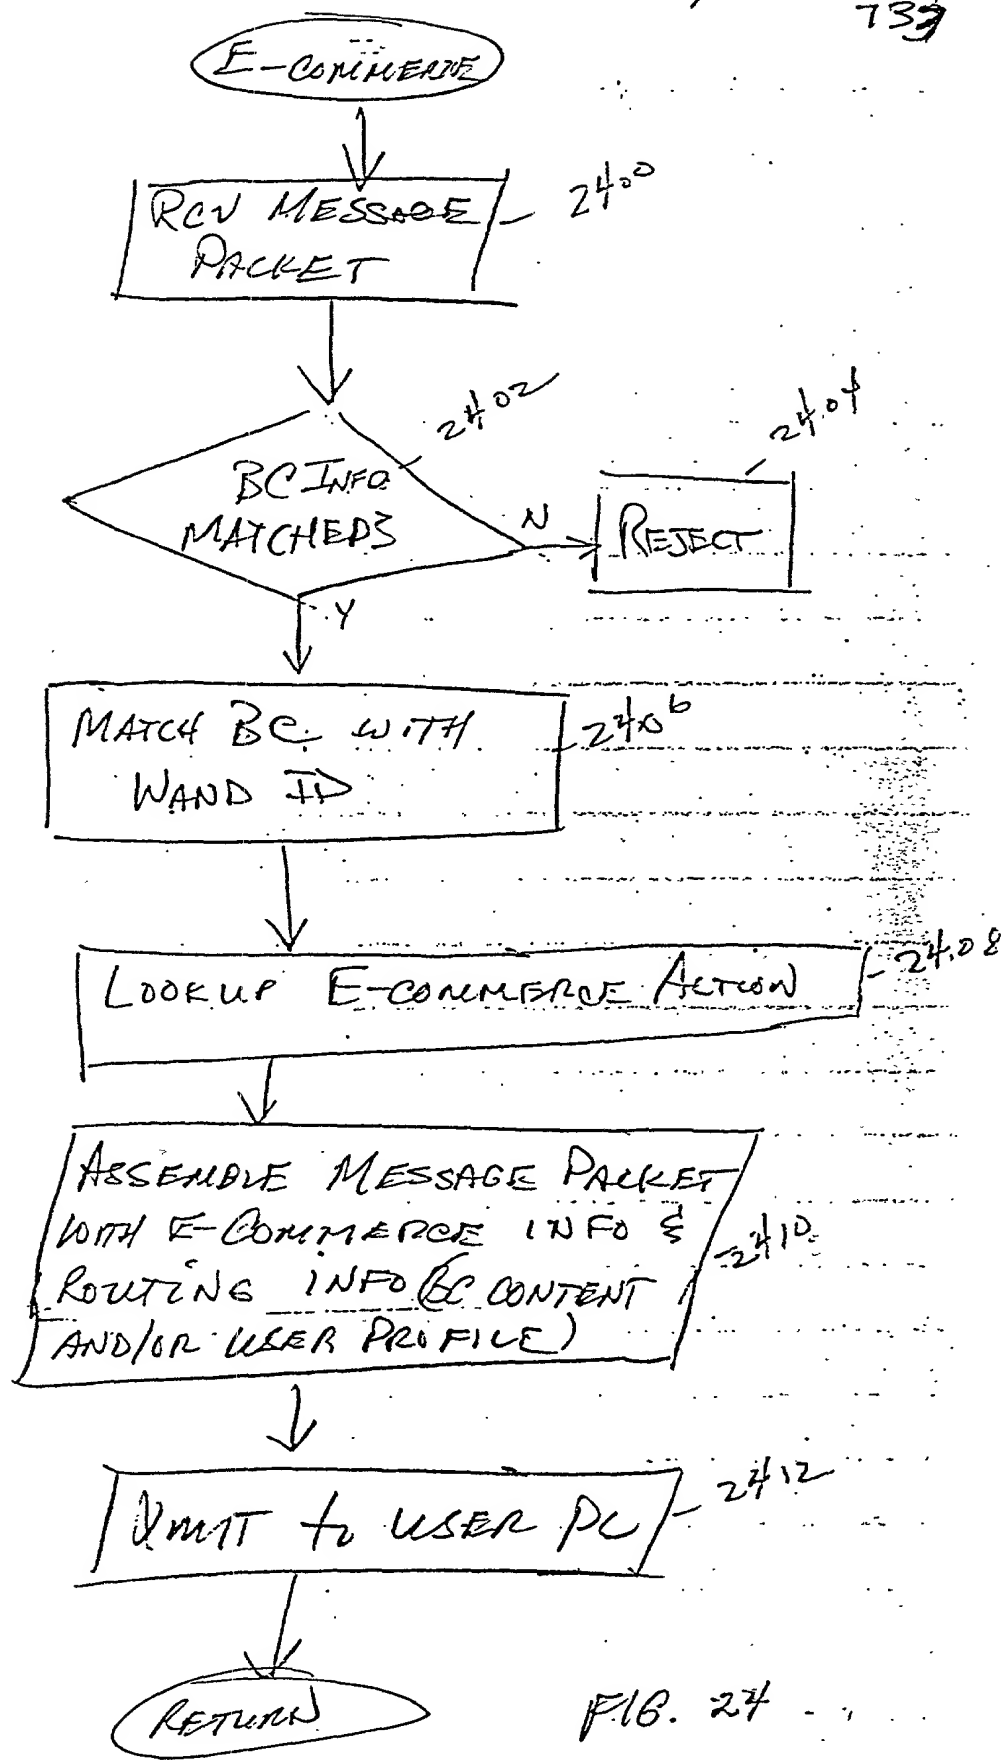 E-COMMERCE
RCV MESSAGE
PACKET
2400
BC INFO
MATCHED?
2402
N
REJECT
2404
Y
MATCH BC WITH
WAND ID
2406
LOOKUP E-COMMERCE ACTION
2408
ASSEMBLE MESSAGE PACKET
WITH E-COMMERCE INFO &
ROUTING INFO (BC CONTENT
AND/OR USER PROFILE)
2410
XMIT to USER PC
2412
RETURN
FIG. 24